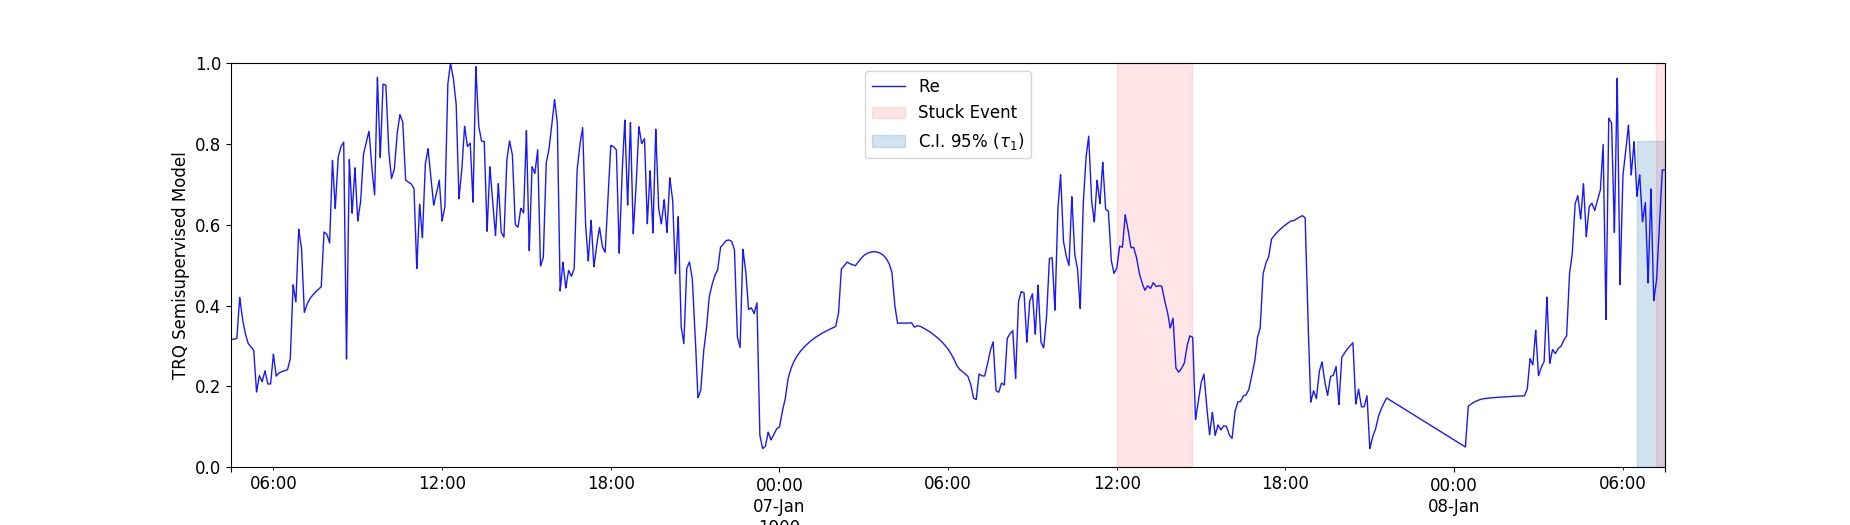 TRQ Semisupervised Model
1.0
0.8
0.6
0.4
0.2
0.0
Re
Stuck Event
C.I. 95% (τ₁)
06:00 12:00 18:00 00:00 06:00 12:00 18:00 00:00 06:00
07-Jan 08-Jan
1900